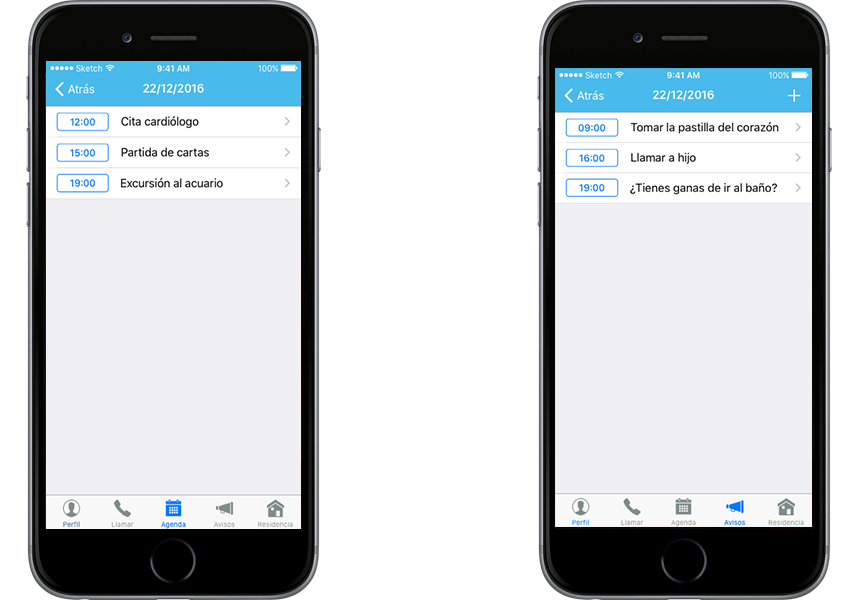 Sketch 9:41 AM 100%
Atrás 22/12/2016
12:00 Cita cardiólogo
15:00 Partida de cartas
19:00 Excursión al acuario
Perfil Llamar Agenda Avisos Residencia
Sketch 9:41 AM 100%
Atrás 22/12/2016 +
09:00 Tomar la pastilla del corazón
16:00 Llamar a hijo
19:00 ¿Tienes ganas de ir al baño?
Perfil Llamar Agenda Avisos Residencia